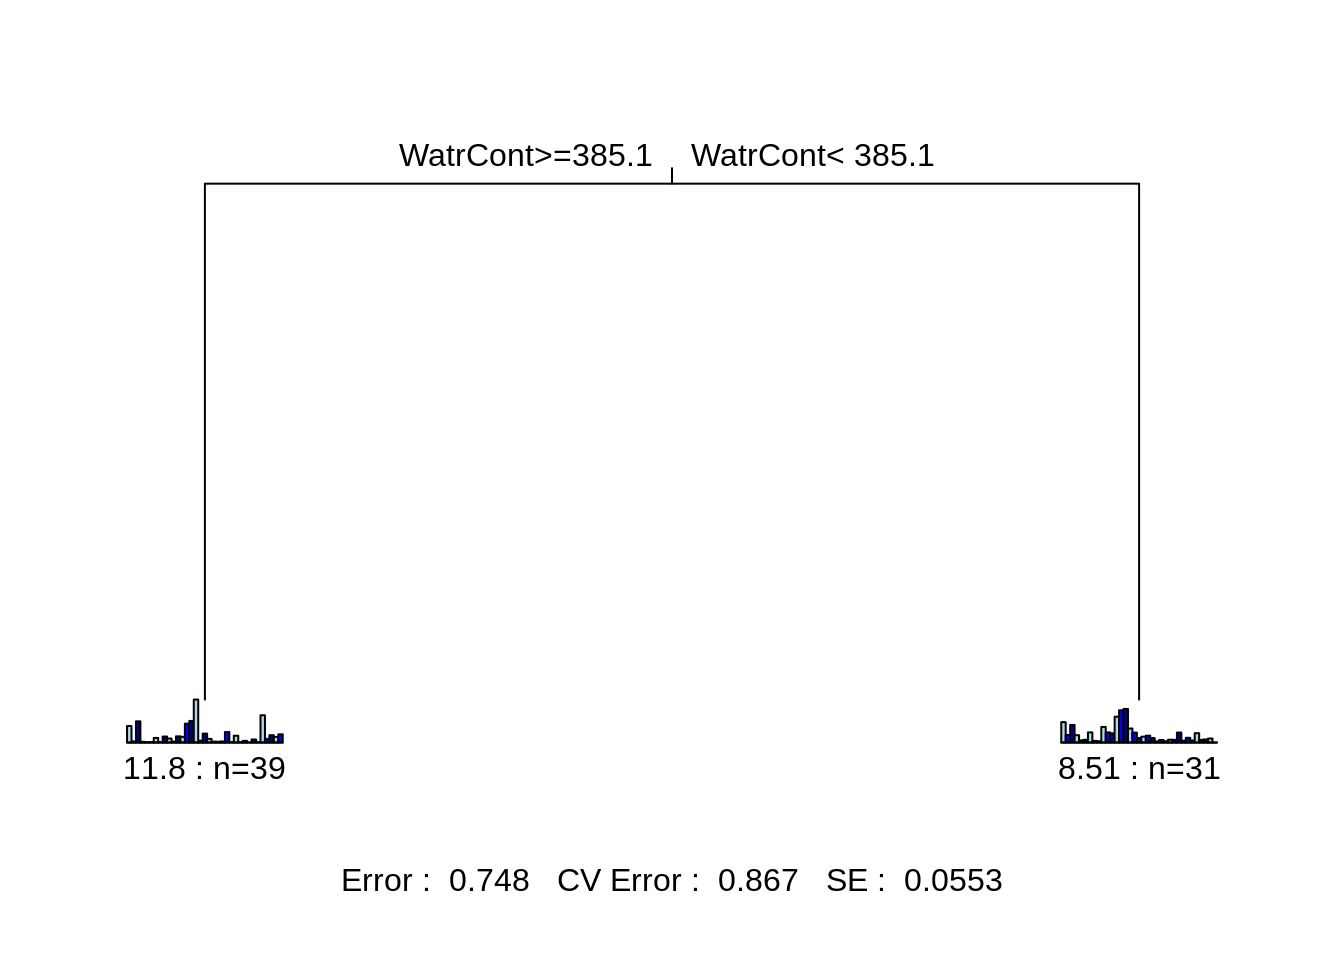 WatrCont>=385.1 WatrCont< 385.1
11.8 : n=39 8.51 : n=31
Error : 0.748 CV Error : 0.867 SE : 0.0553